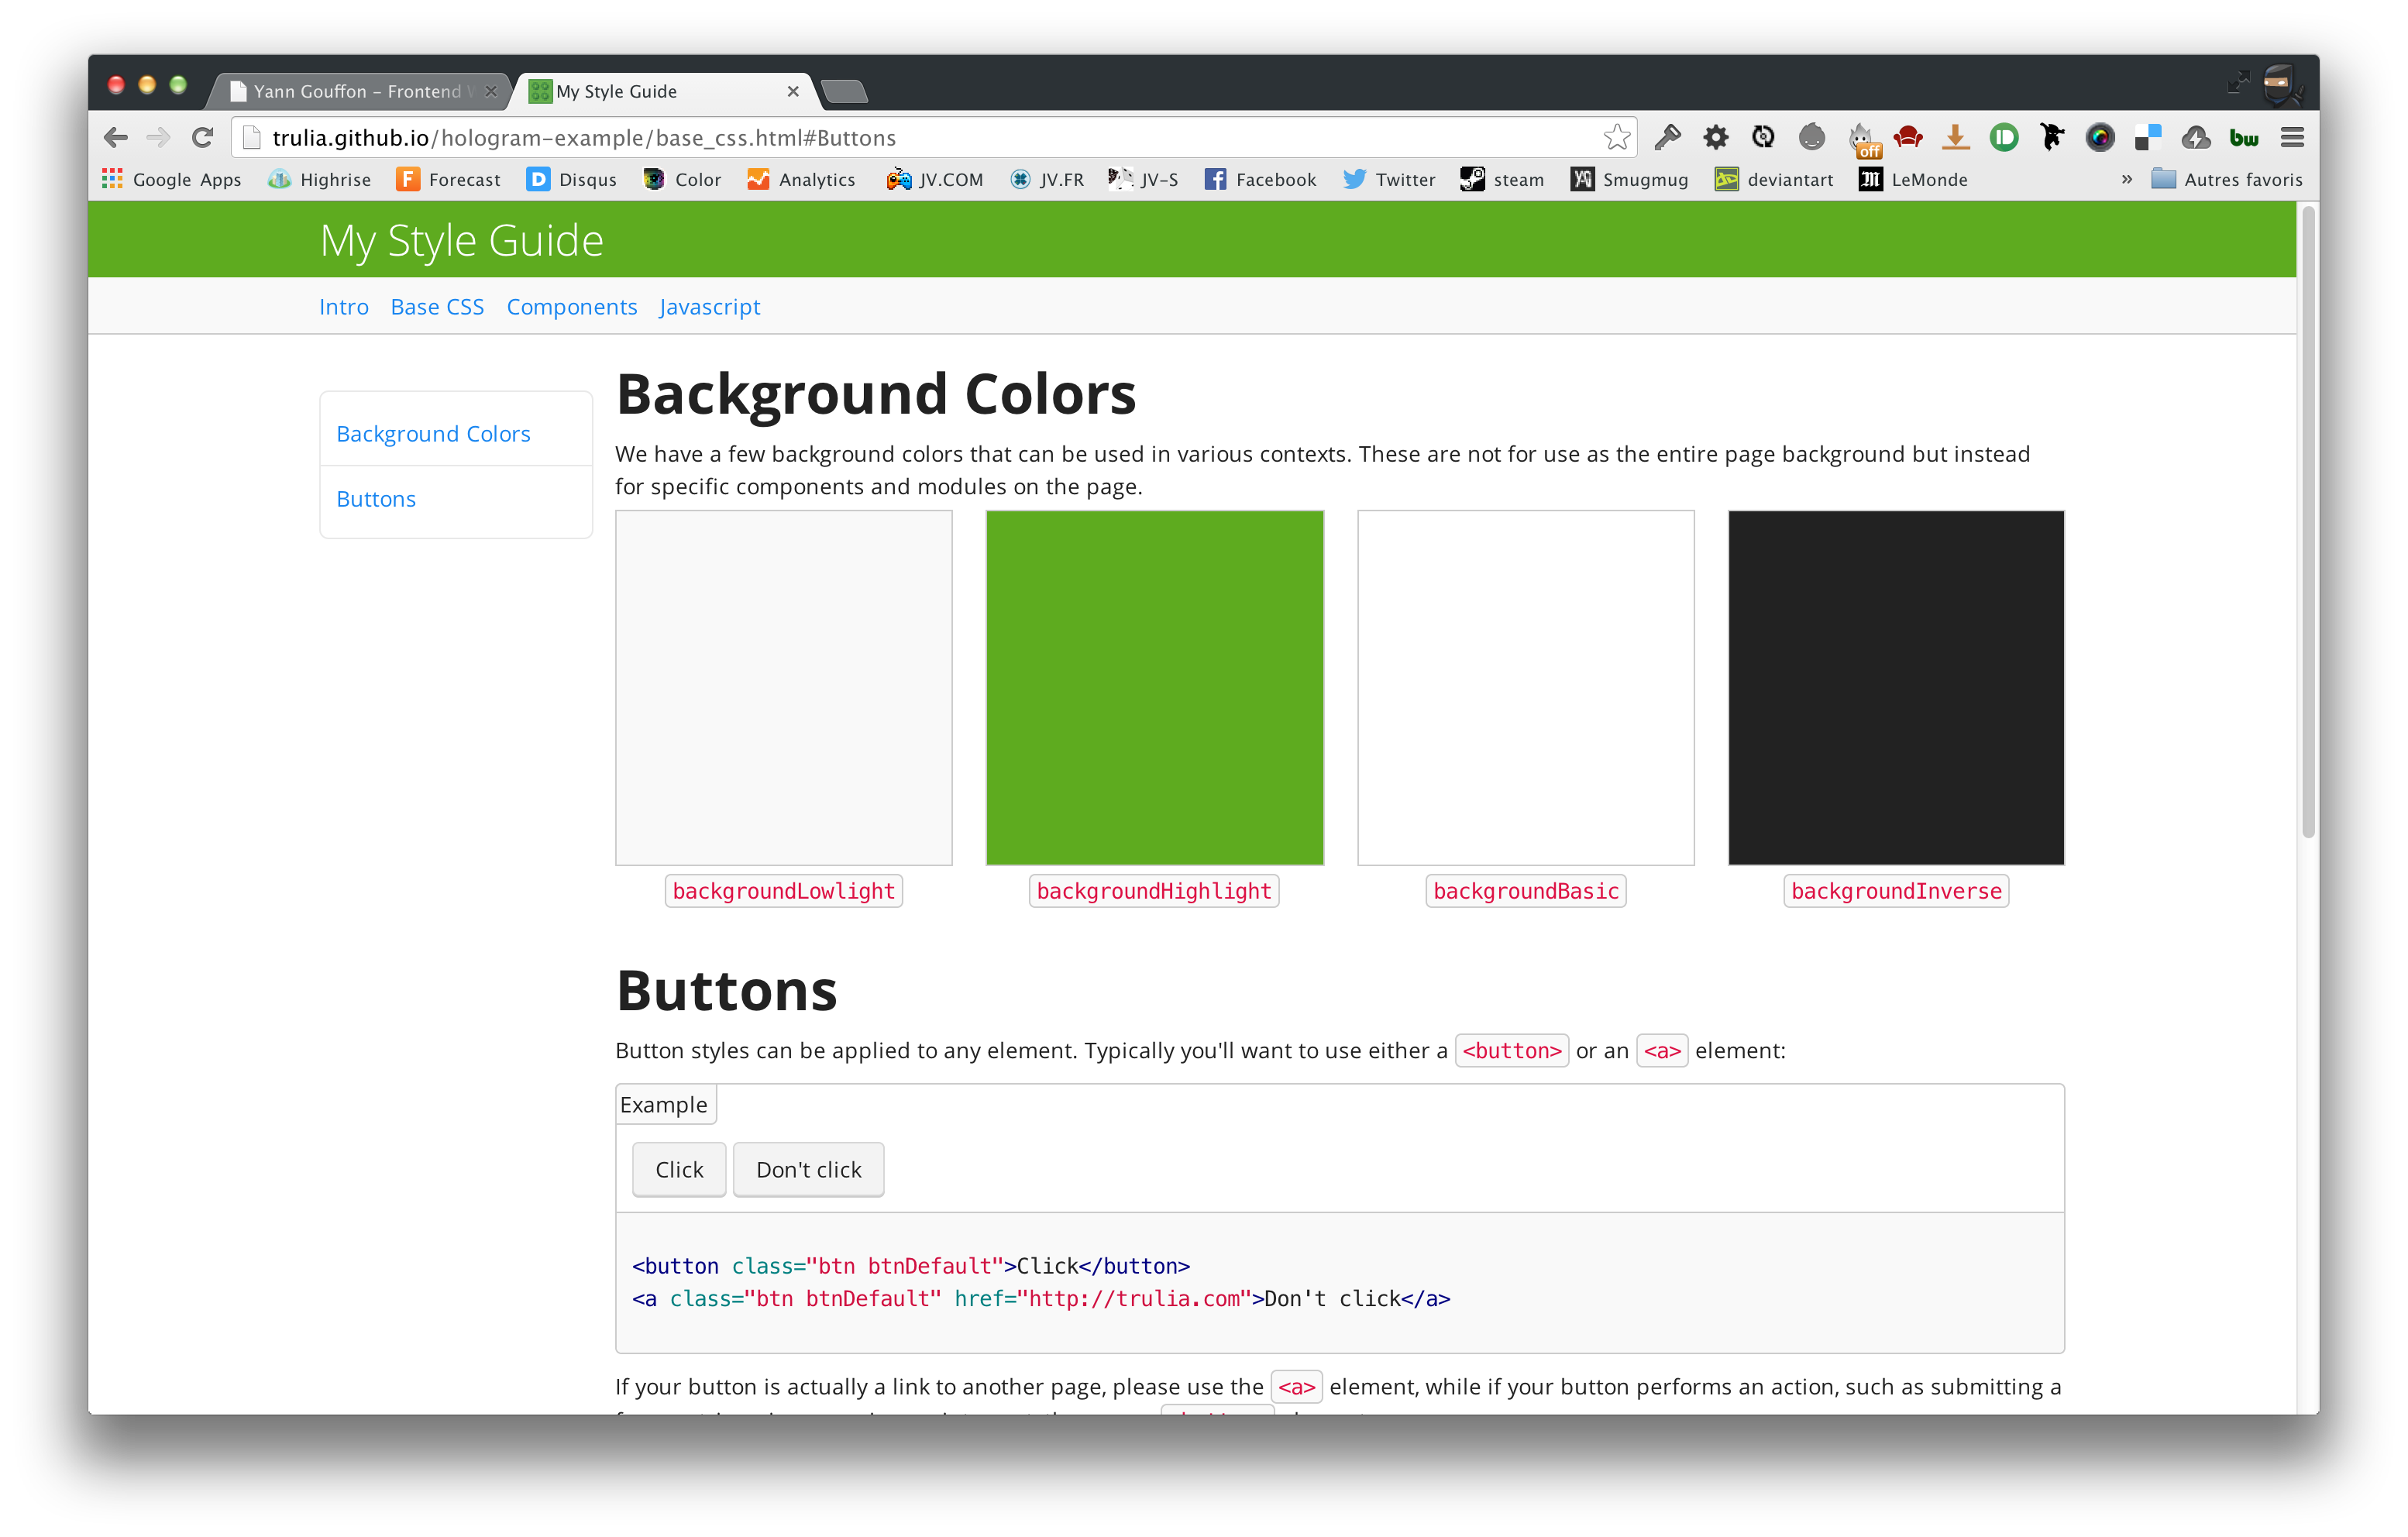 Yann Gouffon – Frontend
My Style Guide
trulia.github.io/hologram-example/base_css.html#Buttons
off
bw
Google Apps Highrise Forecast Disqus Color Analytics JV.COM JV.FR JV-S Facebook Twitter steam Smugmug deviantart LeMonde » Autres favoris
My Style Guide
Intro Base CSS Components Javascript
Background Colors
Buttons
Background Colors
We have a few background colors that can be used in various contexts. These are not for use as the entire page background but instead
for specific components and modules on the page.
backgroundLowlight backgroundHighlight backgroundBasic backgroundInverse
Buttons
Button styles can be applied to any element. Typically you'll want to use either a <button> or an <a> element:
Example
Click Don't click
<button class="btn btnDefault">Click</button>
<a class="btn btnDefault" href="http://trulia.com">Don't click</a>
If your button is actually a link to another page, please use the <a> element, while if your button performs an action, such as submitting a